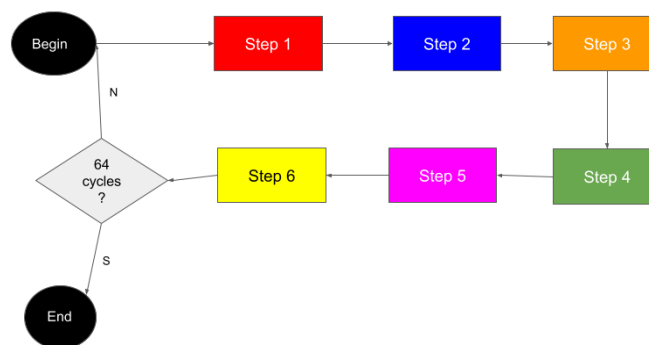 Begin
Step 1
Step 2
Step 3
N
64
cycles
?
Step 6
Step 5
Step 4
S
End